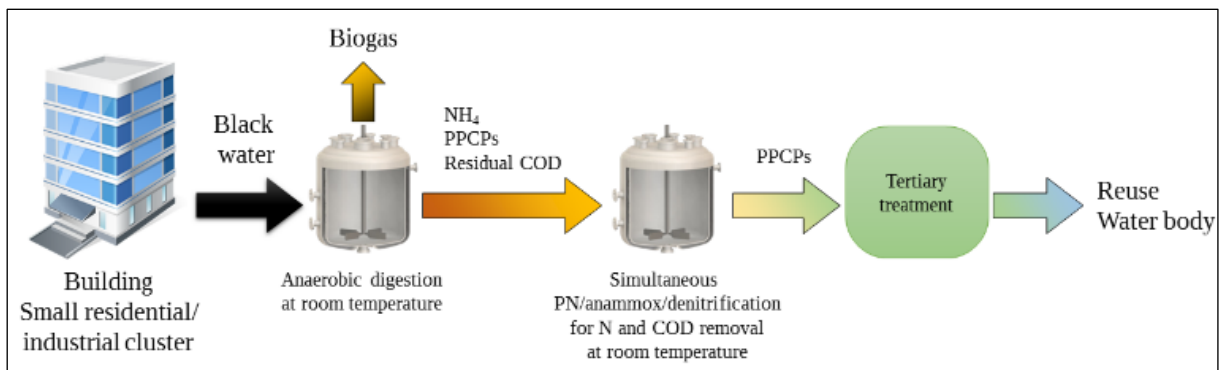 Biogas
Black
water
NH₄
PPCPs
Residual COD
PPCPs
Tertiary
treatment
Reuse
Water body
Building
Small residential/
industrial cluster
Anaerobic digestion
at room temperature
Simultaneous
PN/anammox/denitrification
for N and COD removal
at room temperature